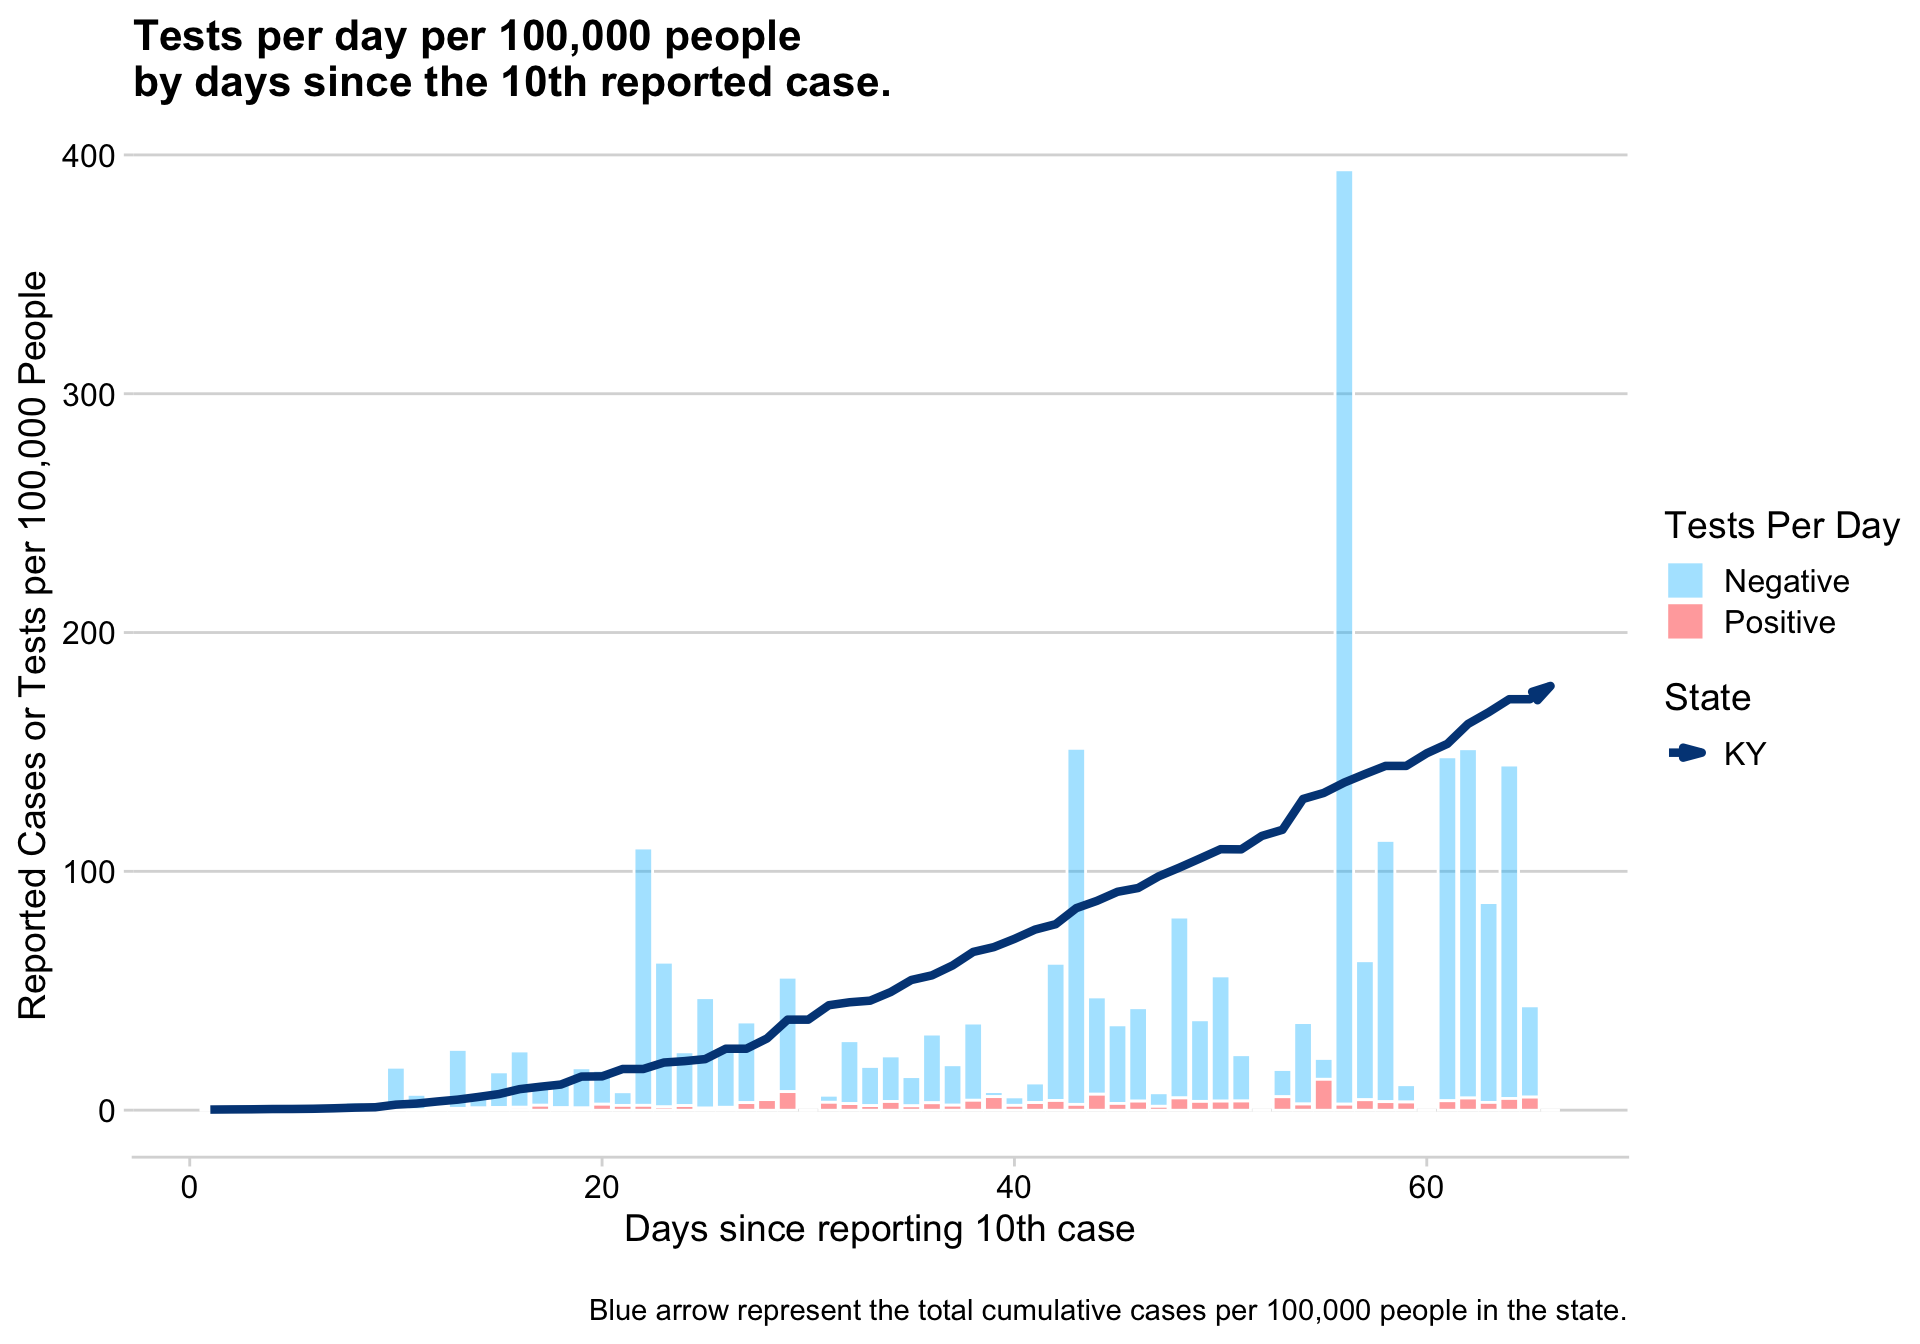 Tests per day per 100,000 people
by days since the 10th reported case.
Reported Cases or Tests per 100,000 People
400
300
200
100
0
0
20
40
60
Days since reporting 10th case
Tests Per Day
Negative
Positive
State
KY
Blue arrow represent the total cumulative cases per 100,000 people in the state.